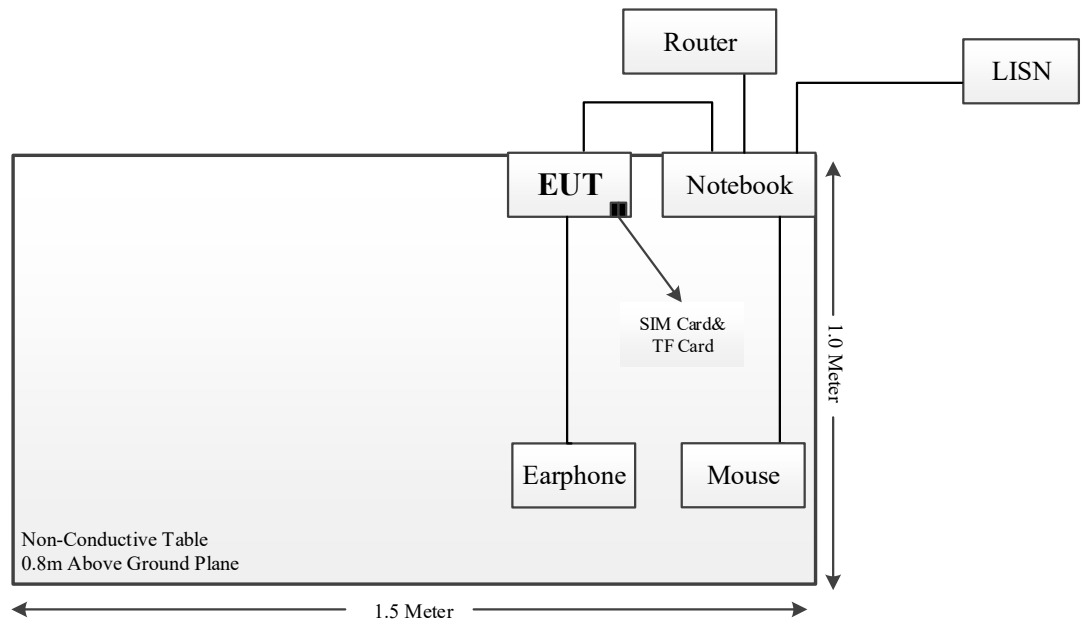 Router
LISN
EUT
Notebook
SIM Card&
TF Card
1.0 Meter
Earphone
Mouse
Non-Conductive Table
0.8m Above Ground Plane
1.5 Meter